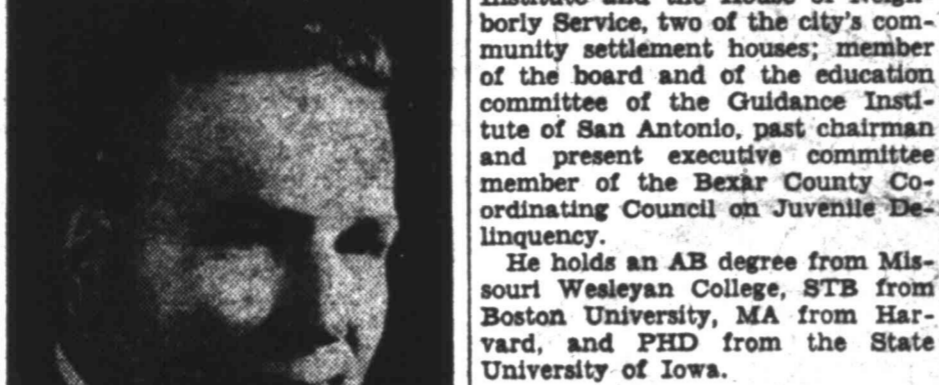 borly Service, two of the city's com-
munity settlement houses; member
of the board and of the education
committee of the Guidance Insti-
tute of San Antonio, past chairman
and present executive committee
member of the Bexar County Co-
ordinating Council on Juvenile De-
linquency.
He holds an AB degree from Mis-
souri Wesleyan College, STB from
Boston University, MA from Har-
vard, and PHD from the State
University of Iowa.